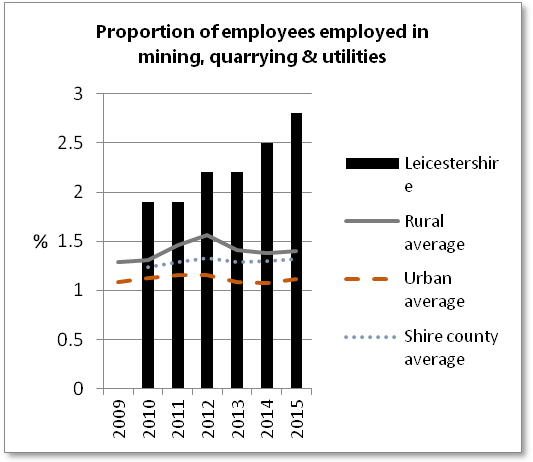 Proportion of employees employed in
mining, quarrying & utilities
3
2.5
2
1.5
1
0.5
0
%
2009
2010
2011
2012
2013
2014
2015
Leicestershir
e
Rural
average
Urban
average
Shire county
average